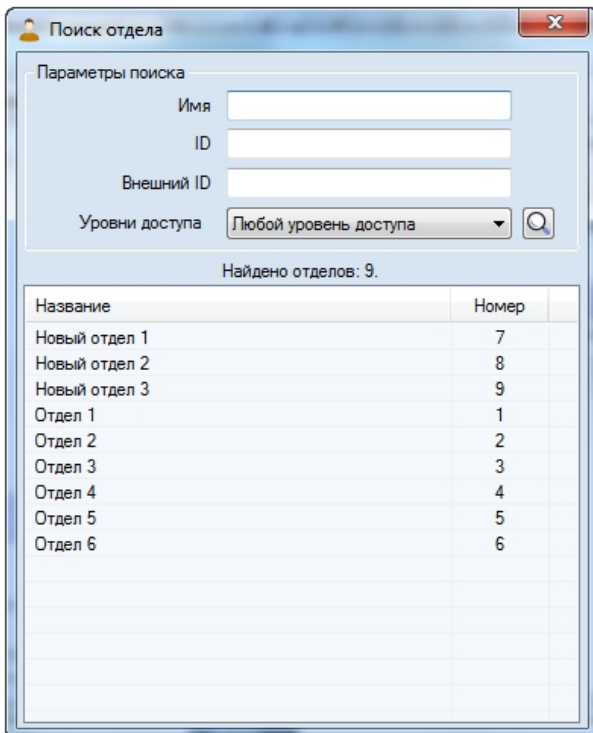 Поиск отдела
Параметры поиска
Имя
ID
Внешний ID
Уровни доступа Любой уровень доступа
Найдено отделов: 9.
Название Номер
Новый отдел 1 7
Новый отдел 2 8
Новый отдел 3 9
Отдел 1 1
Отдел 2 2
Отдел 3 3
Отдел 4 4
Отдел 5 5
Отдел 6 6